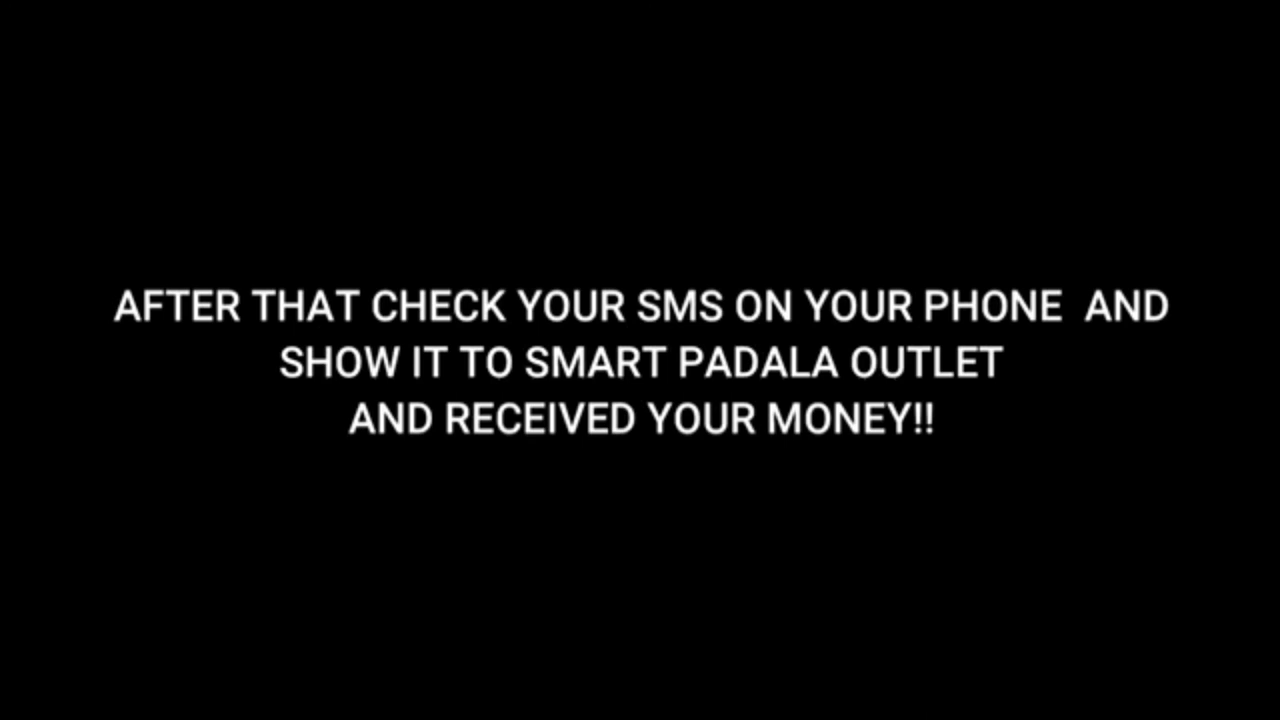 AFTER THAT CHECK YOUR SMS ON YOUR PHONE  AND
SHOW IT TO SMART PADALA OUTLET
AND RECEIVED YOUR MONEY!!